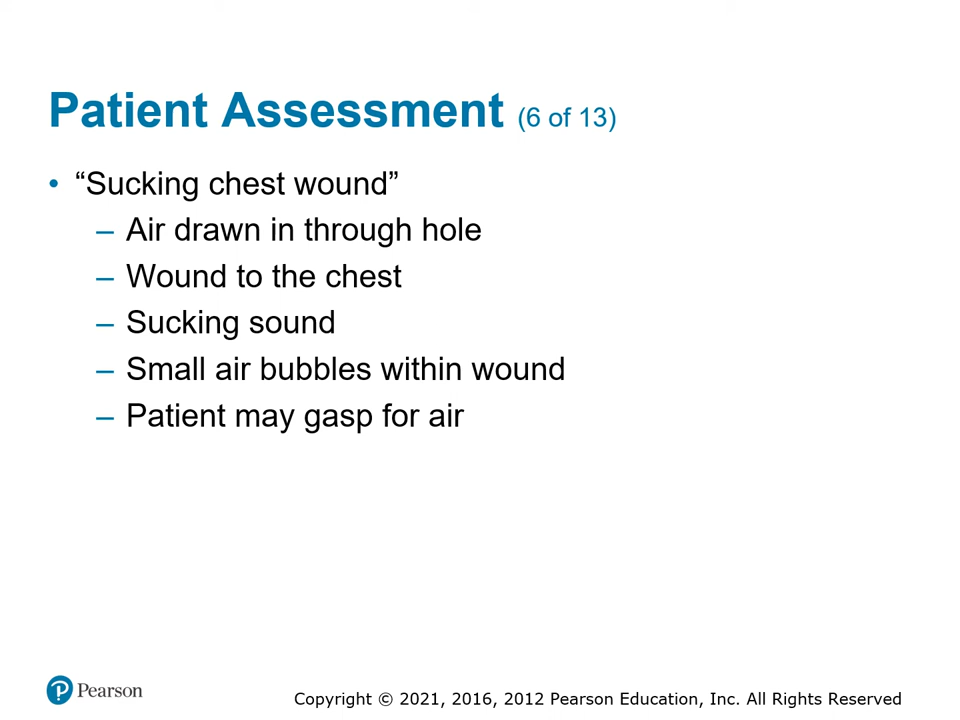 Patient Assessment (6 of 13)
• “Sucking chest wound”
– Air drawn in through hole
– Wound to the chest
– Sucking sound
– Small air bubbles within wound
– Patient may gasp for air
Pearson
Copyright © 2021, 2016, 2012 Pearson Education, Inc. All Rights Reserved